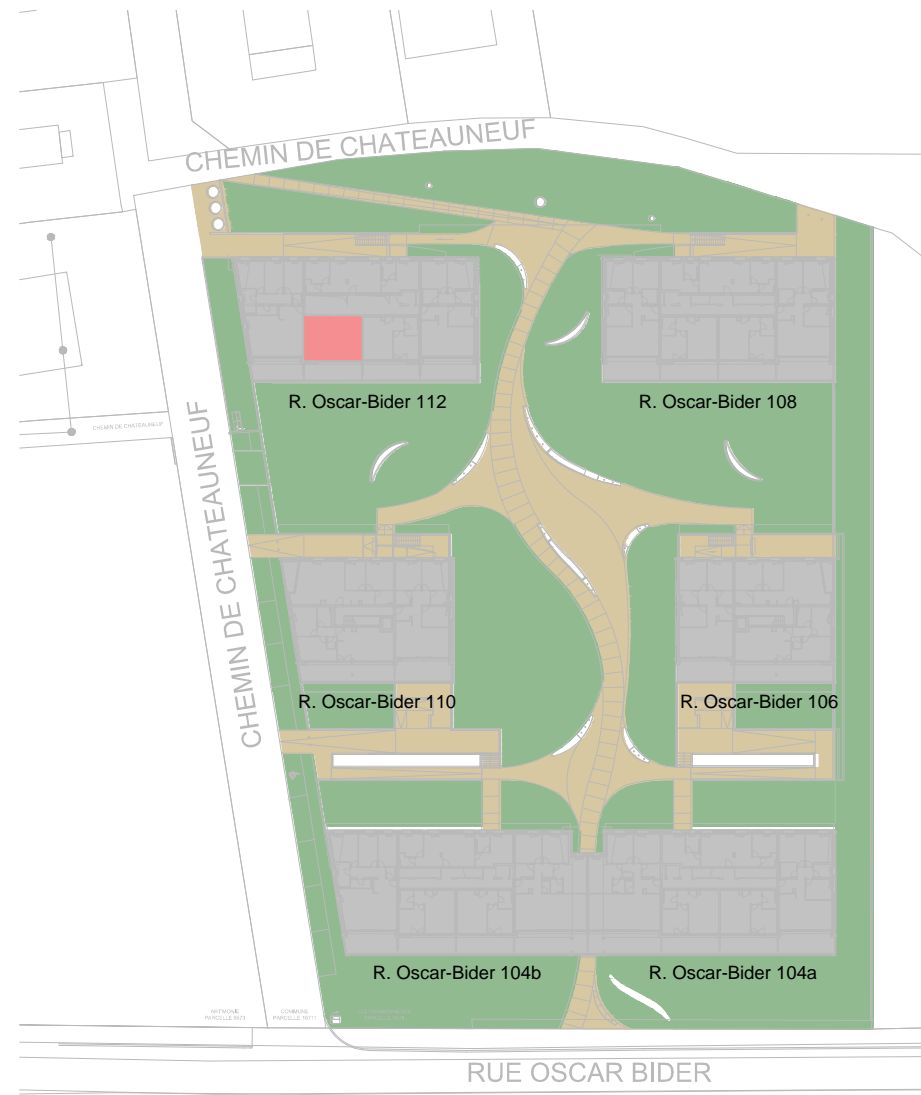 CHEMIN DE CHATEAUNEUF
R. Oscar-Bider 112
R. Oscar-Bider 108
CHEMIN DE CHATEAUNEUF
CHEMIN DE CHATEAUNEUF
R. Oscar-Bider 110
R. Oscar-Bider 106
R. Oscar-Bider 104b
R. Oscar-Bider 104a
COMMUNE
RUE OSCAR BIDER